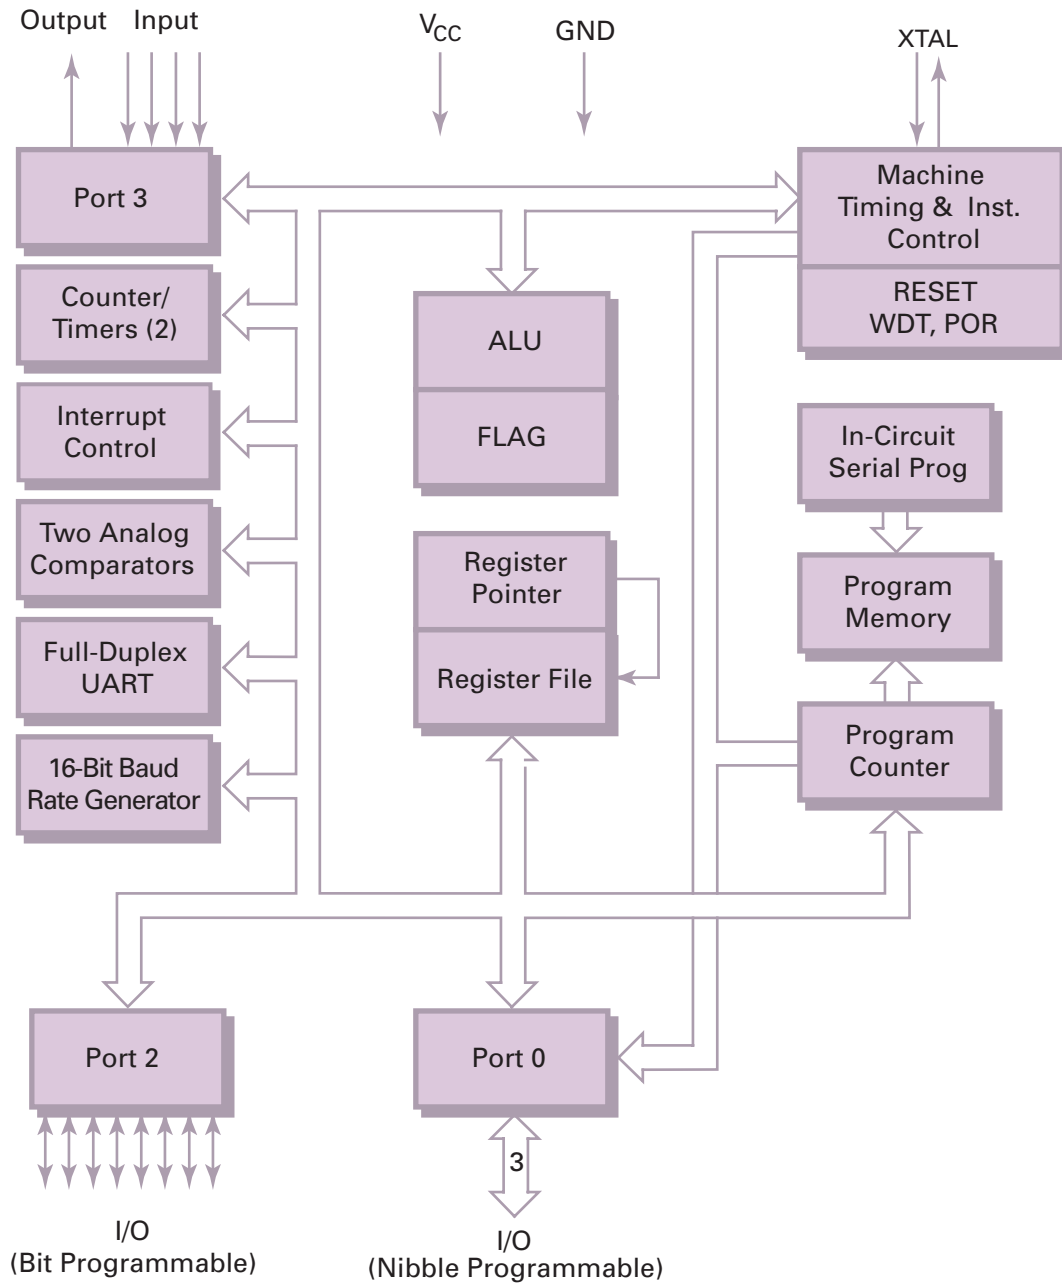 Output
Input
VCC
GND
XTAL
Port 3
Machine
Timing & Inst.
Control
RESET
WDT, POR
Counter/
Timers (2)
ALU
FLAG
Interrupt
Control
In-Circuit
Serial Prog
Two Analog
Comparators
Register
Pointer
Register File
Program
Memory
Full-Duplex
UART
Program
Counter
16-Bit Baud
Rate Generator
Port 2
Port 0
3
I/O
(Bit Programmable)
I/O
(Nibble Programmable)